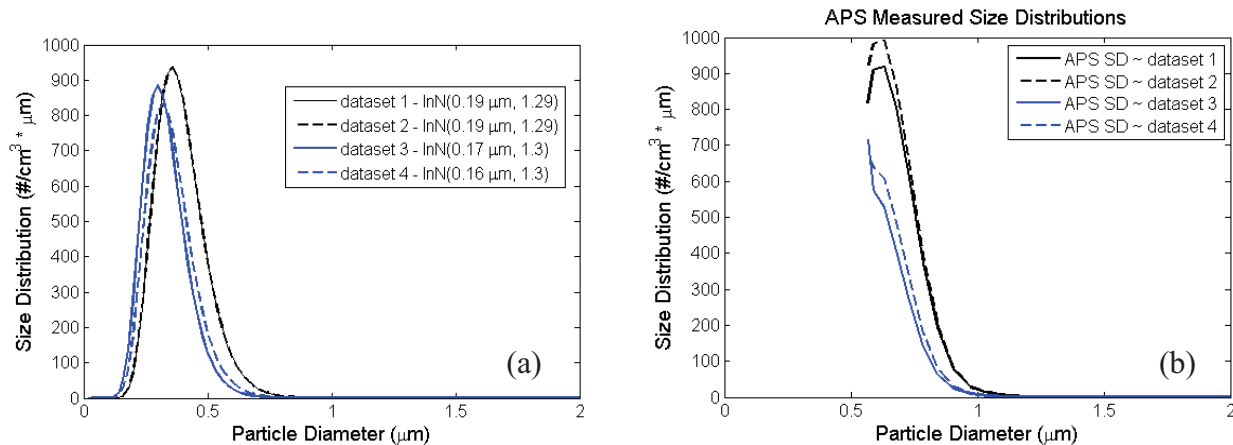 1000
900
800
700
600
500
400
300
200
100
0
Size Distribution (#/cm³ * μm)
dataset 1 - lnN(0.19 μm, 1.29)
dataset 2 - lnN(0.19 μm, 1.29)
dataset 3 - lnN(0.17 μm, 1.3)
dataset 4 - lnN(0.16 μm, 1.3)
(a)
0 0.5 1 1.5 2
Particle Diameter (μm)
APS Measured Size Distributions
1000
900
800
700
600
500
400
300
200
100
0
Size Distribution (#/cm³ * μm)
APS SD ~ dataset 1
APS SD ~ dataset 2
APS SD ~ dataset 3
APS SD ~ dataset 4
(b)
0 0.5 1 1.5 2
Particle Diameter (μm)